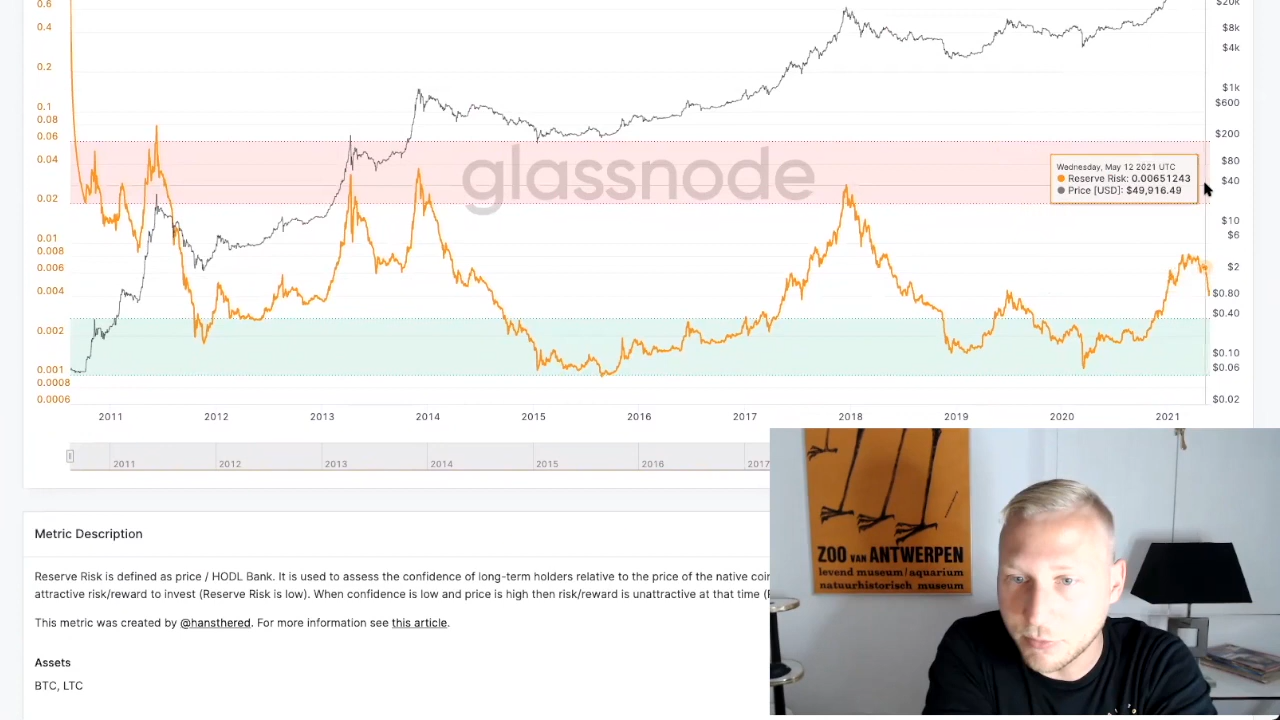 0.6
0.4
0.2
0.1
0.08
0.06
0.04
0.02
0.01
0.008
0.006
0.004
0.002
0.001
0.0008
0.0006
$20k
$8k
$4k
$1k
$600
$200
$80
$40
$10
$6
$2
$0.80
$0.40
$0.10
$0.06
$0.02
glassnode
Wednesday, May 12 2021 UTC
Reserve Risk: 0.00651243
Price [USD]: $49,916.49
2011 2012 2013 2014 2015 2016 2017 2018 2019 2020 2021
2011 2012 2013 2014 2015 2016 2017
Metric Description
Reserve Risk is defined as price / HODL Bank. It is used to assess the confidence of long-term holders relative to the price of the native coi
attractive risk/reward to invest (Reserve Risk is low). When confidence is low and price is high then risk/reward is unattractive at that time (
This metric was created by @hansthered. For more information see this article.
Assets
BTC, LTC
ZOO VAN ANTWERPEN
levend museum/aquarium
natuurhistorisch museum